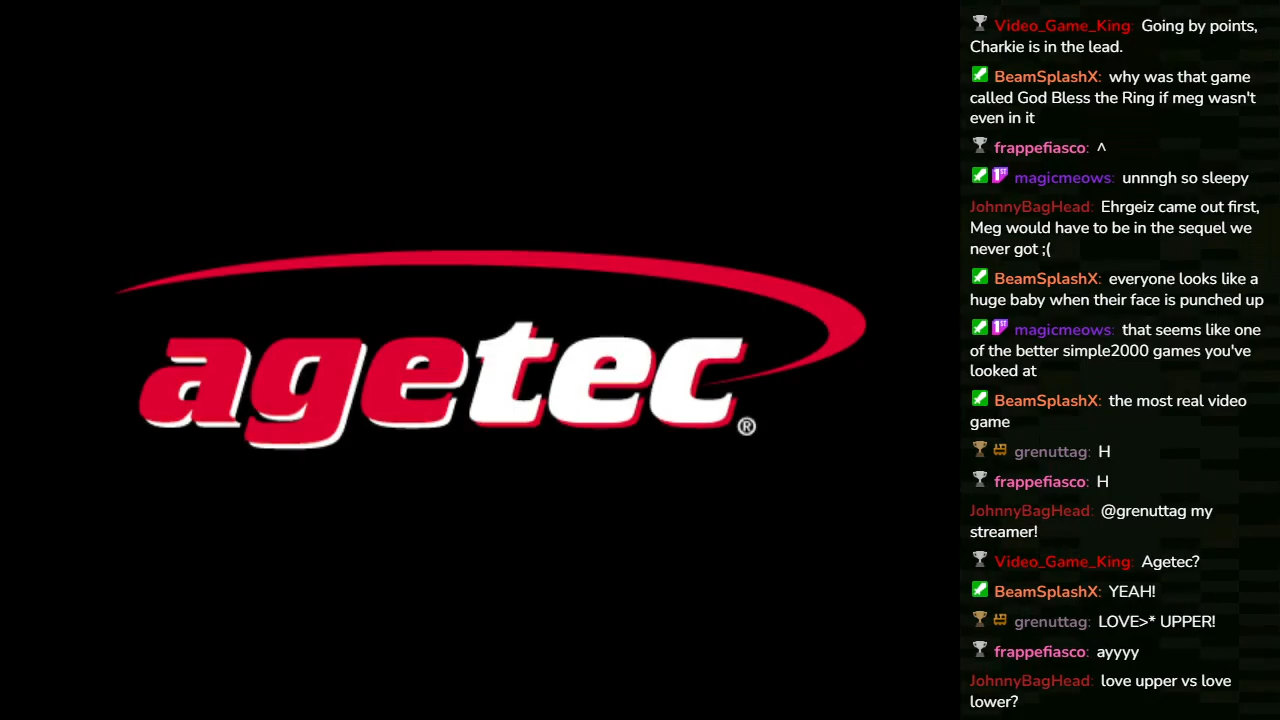 agetec®
Video_Game_King: Going by points,
Charkie is in the lead.
BeamSplashX: why was that game
called God Bless the Ring if meg wasn't
even in it
frappefiasco: ^
1ST magicmeows: unnngh so sleepy
JohnnyBagHead: Ehrgeiz came out first,
Meg would have to be in the sequel we
never got ;(
BeamSplashX: everyone looks like a
huge baby when their face is punched up
1ST magicmeows: that seems like one
of the better simple2000 games you've
looked at
BeamSplashX: the most real video
game
grenuttag: H
frappefiasco: H
JohnnyBagHead: @grenuttag my
streamer!
Video_Game_King: Agetec?
BeamSplashX: YEAH!
grenuttag: LOVE>* UPPER!
frappefiasco: ayyyy
JohnnyBagHead: love upper vs love
lower?